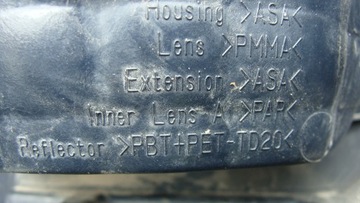 Housing >ASA<
Lens >PMMA<
Extension >ASA<
Inner Lens A| >PAR<
Reflector >PBT+PET-TD20<